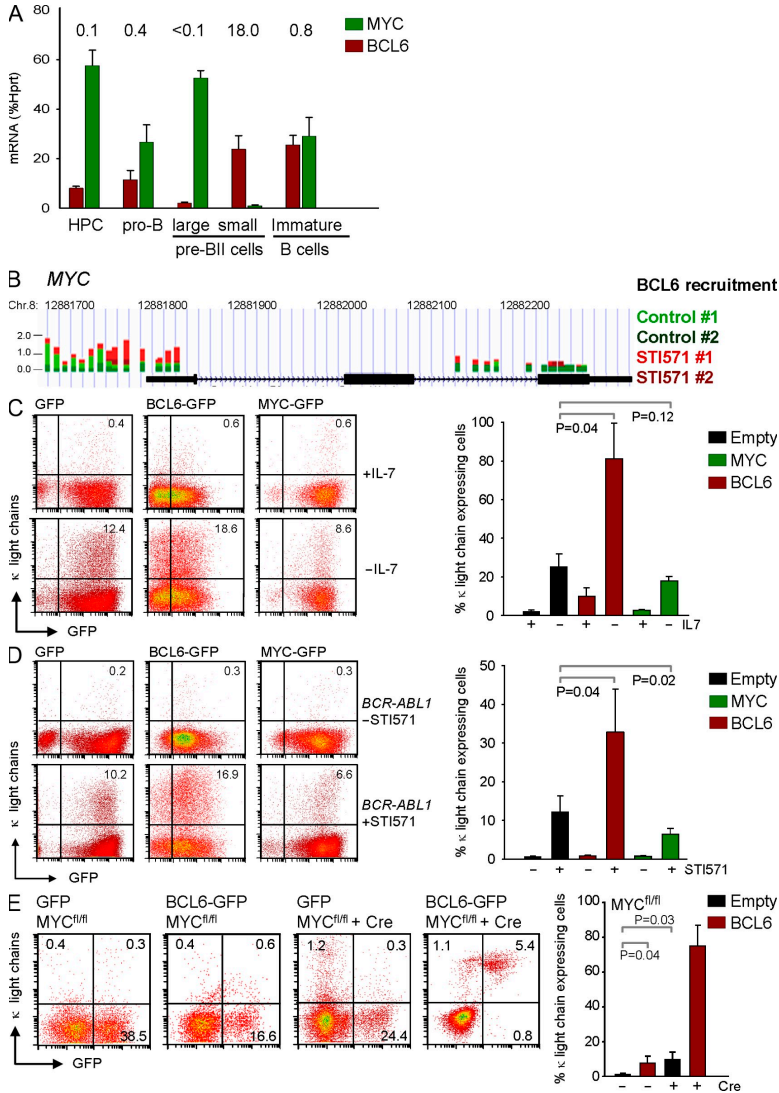 A
MYC
BCL6
0.1 0.4 <0.1 18.0 0.8
mRNA (%Hprt)
80
60
40
20
0
HPC pro-B large small Immature
pre-BII cells B cells
B MYC BCL6 recruitment
Chr.8: 12881700 12881800 12881900 12882000 12882100 12882200
2.0
1.0
0.0
Control #1
Control #2
STI571 #1
STI571 #2
C GFP BCL6-GFP MYC-GFP
0.4 0.6 0.6
+IL-7
12.4 18.6 8.6
−IL-7
κ light chains
GFP
% κ light chain expressing cells
100
80
60
40
20
0
P=0.04
P=0.12
Empty
MYC
BCL6
+ − + − + − IL7
D GFP BCL6-GFP MYC-GFP
0.2 0.3 0.3
BCR-ABL1
−STI571
10.2 16.9 6.6
BCR-ABL1
+STI571
κ light chains
GFP
% κ light chain expressing cells
50
40
30
20
10
0
P=0.04
P=0.02
Empty
MYC
BCL6
− + − + − + STI571
E GFP BCL6-GFP GFP BCL6-GFP
MYCfl/fl MYCfl/fl MYCfl/fl + Cre MYCfl/fl + Cre
0.4 0.3 0.4 0.6 1.2 0.3 1.1 5.4
38.5 16.6 24.4 0.8
κ light chains
GFP
% κ light chain expressing cells
100
80
60
40
20
0
MYCfl/fl
P=0.03
P=0.04
Empty
BCL6
− − + + Cre